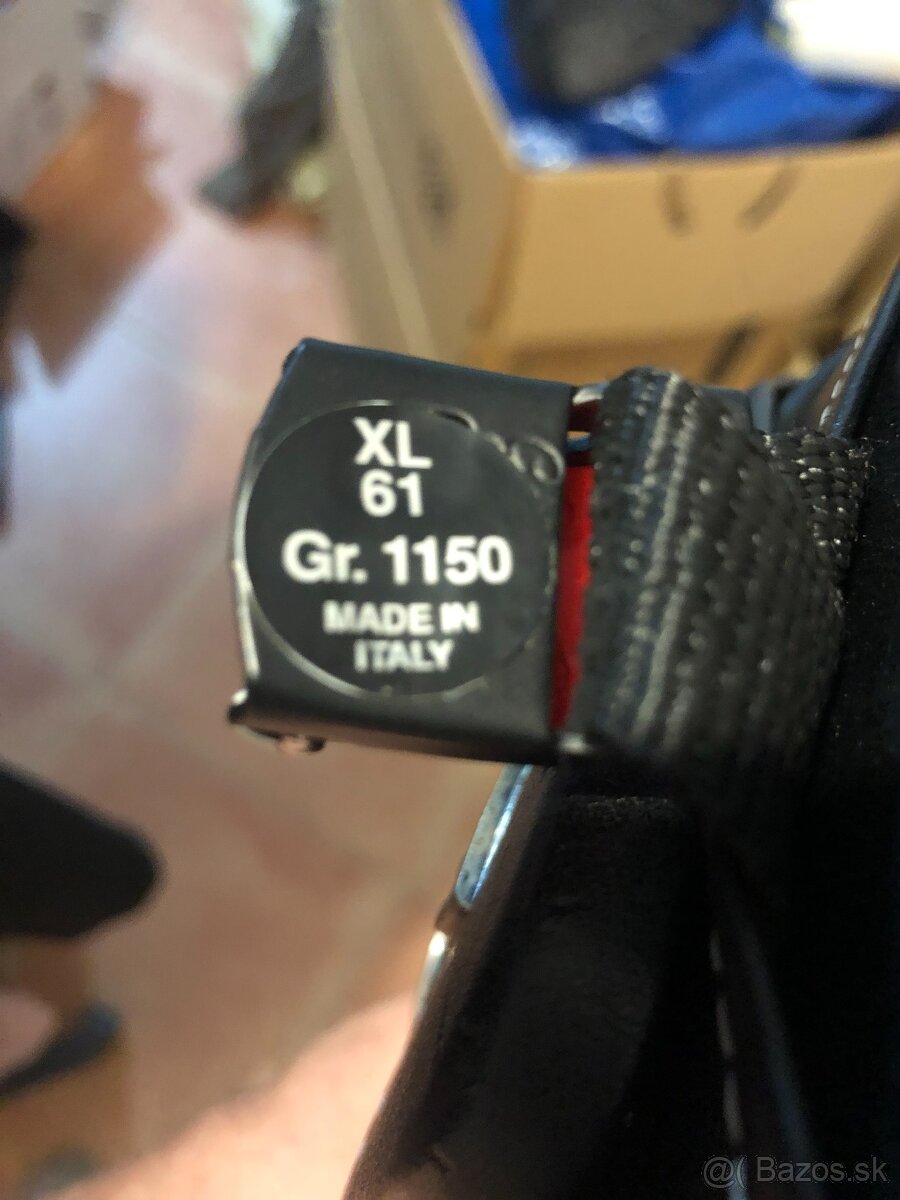 XL
61
Gr. 1150
MADE IN
ITALY
@( Bazos.sk